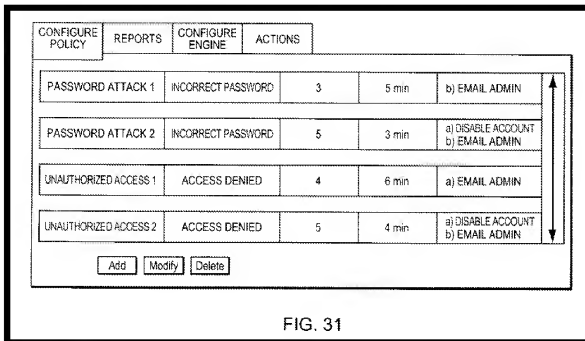 CONFIGURE POLICY REPORTS CONFIGURE ENGINE ACTIONS
PASSWORD ATTACK 1 INCORRECT PASSWORD 3 5 min b) EMAIL ADMIN
PASSWORD ATTACK 2 INCORRECT PASSWORD 5 3 min a) DISABLE ACCOUNT b) EMAIL ADMIN
UNAUTHORIZED ACCESS 1 ACCESS DENIED 4 6 min a) EMAIL ADMIN
UNAUTHORIZED ACCESS 2 ACCESS DENIED 5 4 min a) DISABLE ACCOUNT b) EMAIL ADMIN
Add Modify Delete
FIG. 31